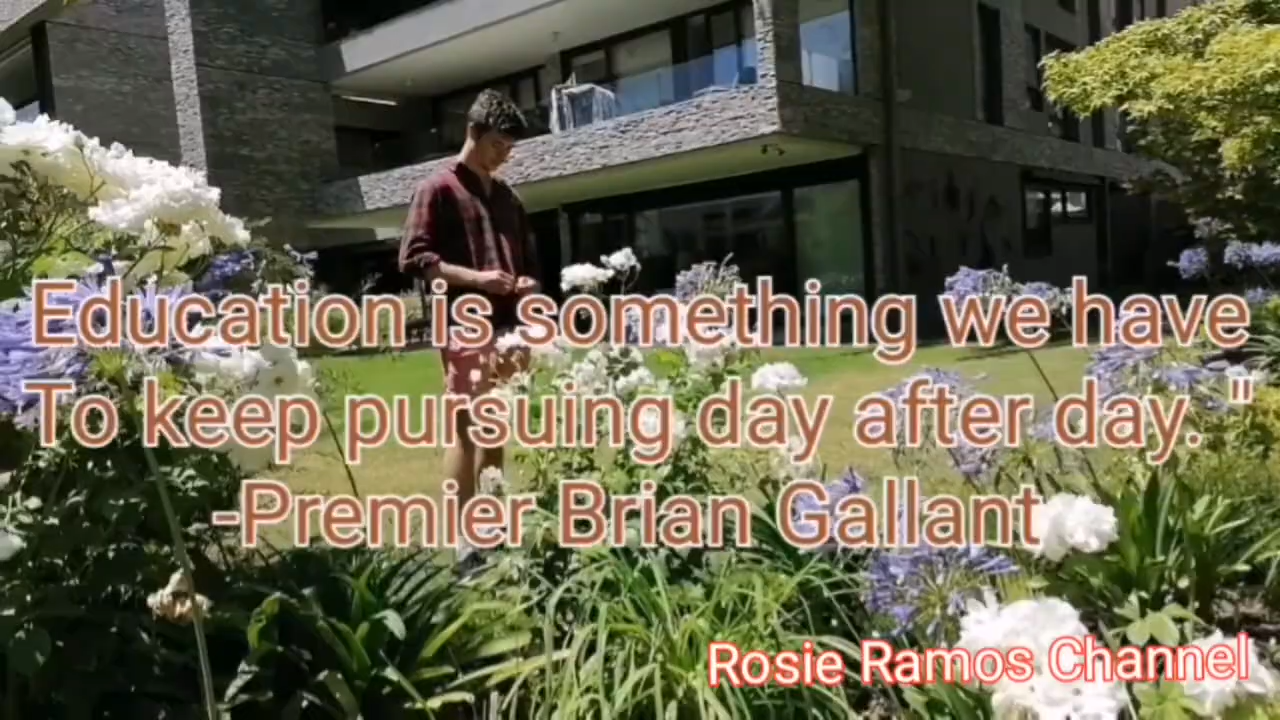 Education is something we have
To keep pursuing day after day. "
-Premier Brian Gallant
Rosie Ramos Channel